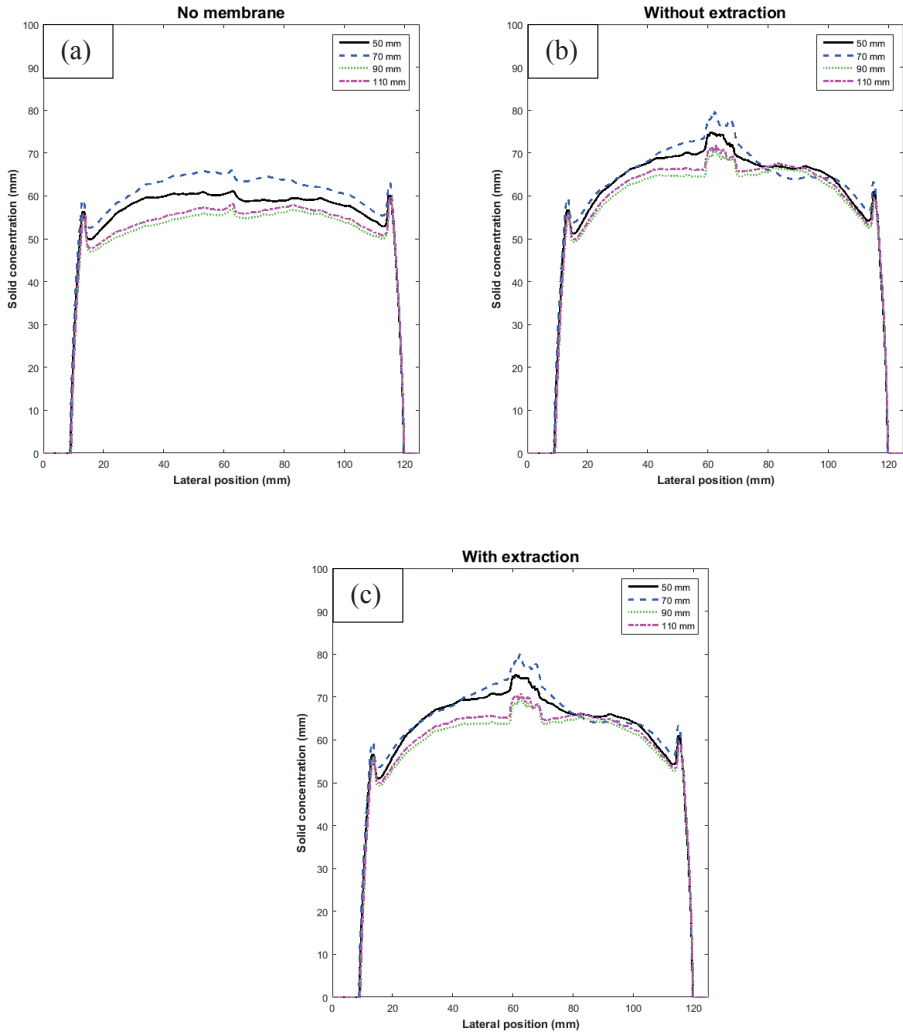 No membrane
(a)
50 mm
70 mm
90 mm
110 mm
100
90
80
70
60
50
40
30
20
10
0
Solid concentration (mm)
0 20 40 60 80 100 120
Lateral position (mm)
Without extraction
(b)
50 mm
70 mm
90 mm
110 mm
100
90
80
70
60
50
40
30
20
10
0
Solid concentration (mm)
0 20 40 60 80 100 120
Lateral position (mm)
With extraction
(c)
50 mm
70 mm
90 mm
110 mm
100
90
80
70
60
50
40
30
20
10
0
Solid concentration (mm)
0 20 40 60 80 100 120
Lateral position (mm)